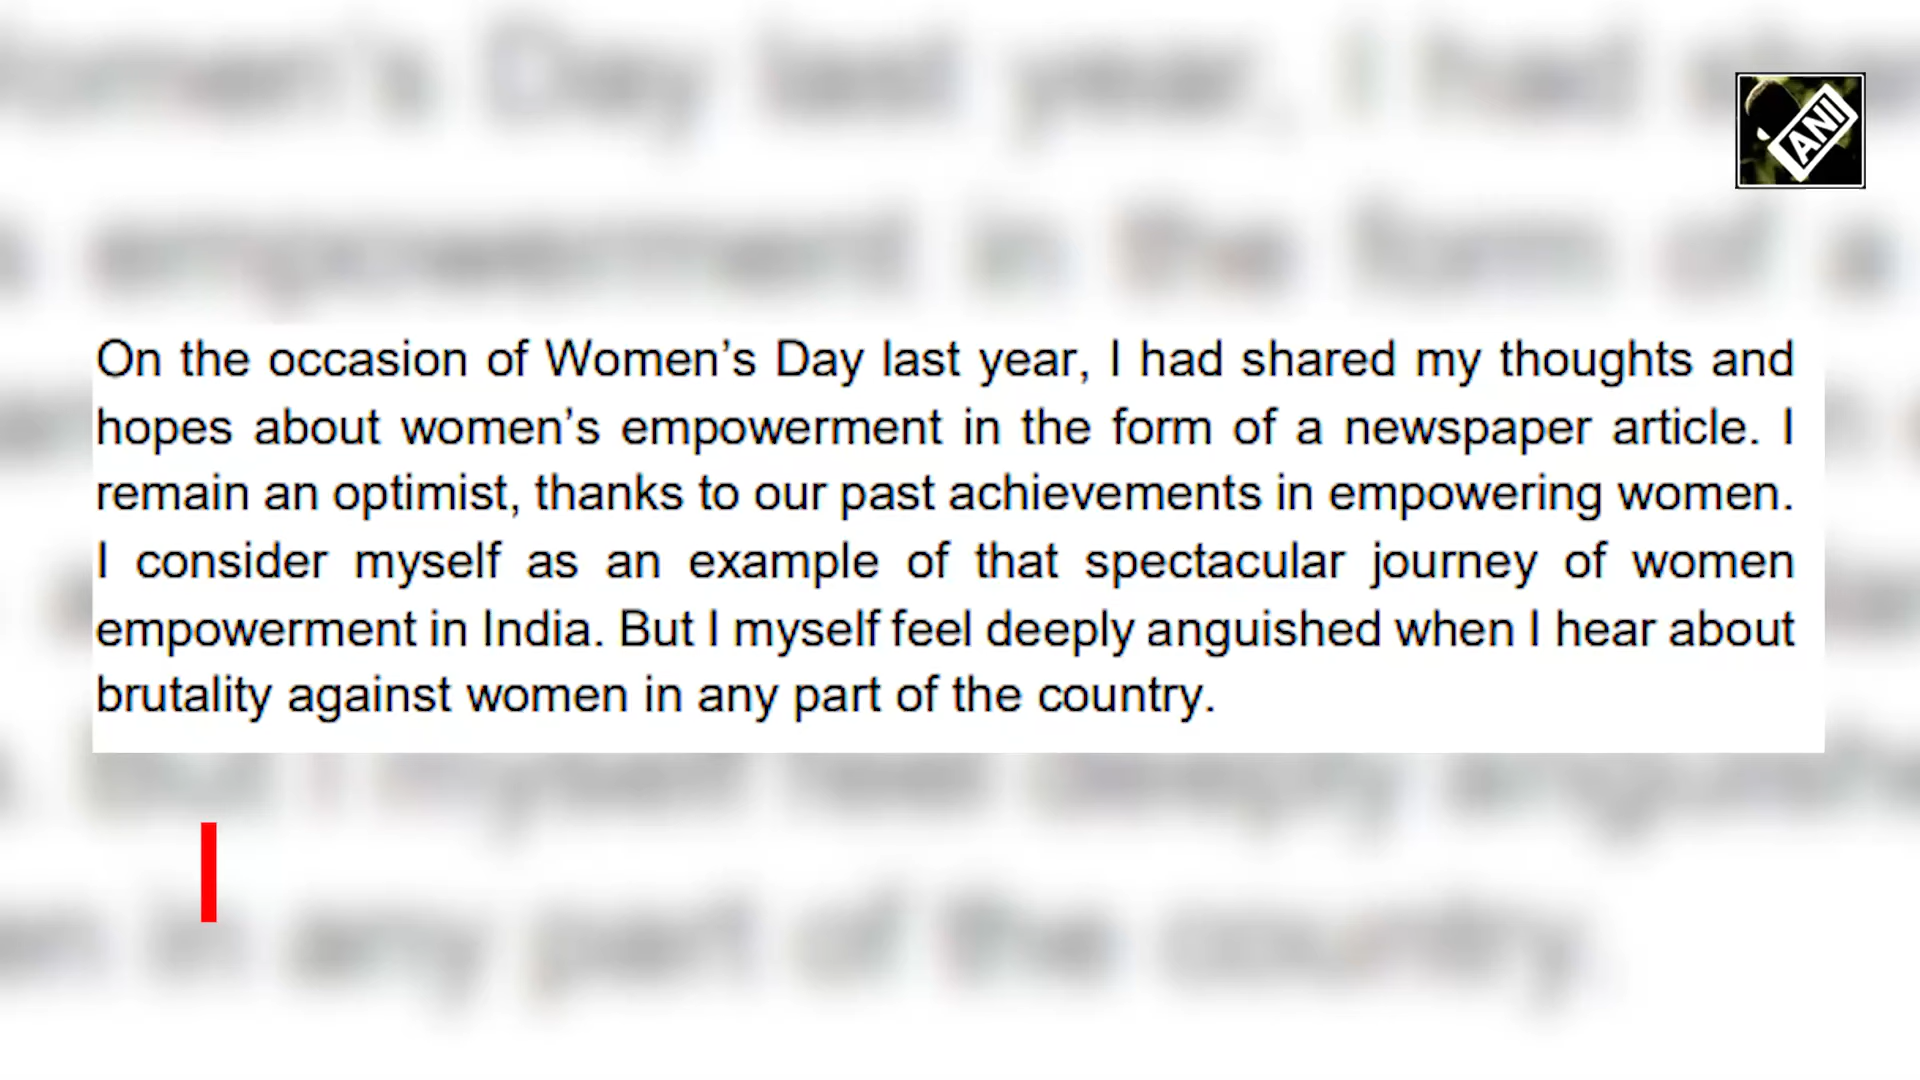 ANI
On the occasion of Women’s Day last year, I had shared my thoughts and
hopes about women’s empowerment in the form of a newspaper article. I
remain an optimist, thanks to our past achievements in empowering women.
I consider myself as an example of that spectacular journey of women
empowerment in India. But I myself feel deeply anguished when I hear about
brutality against women in any part of the country.